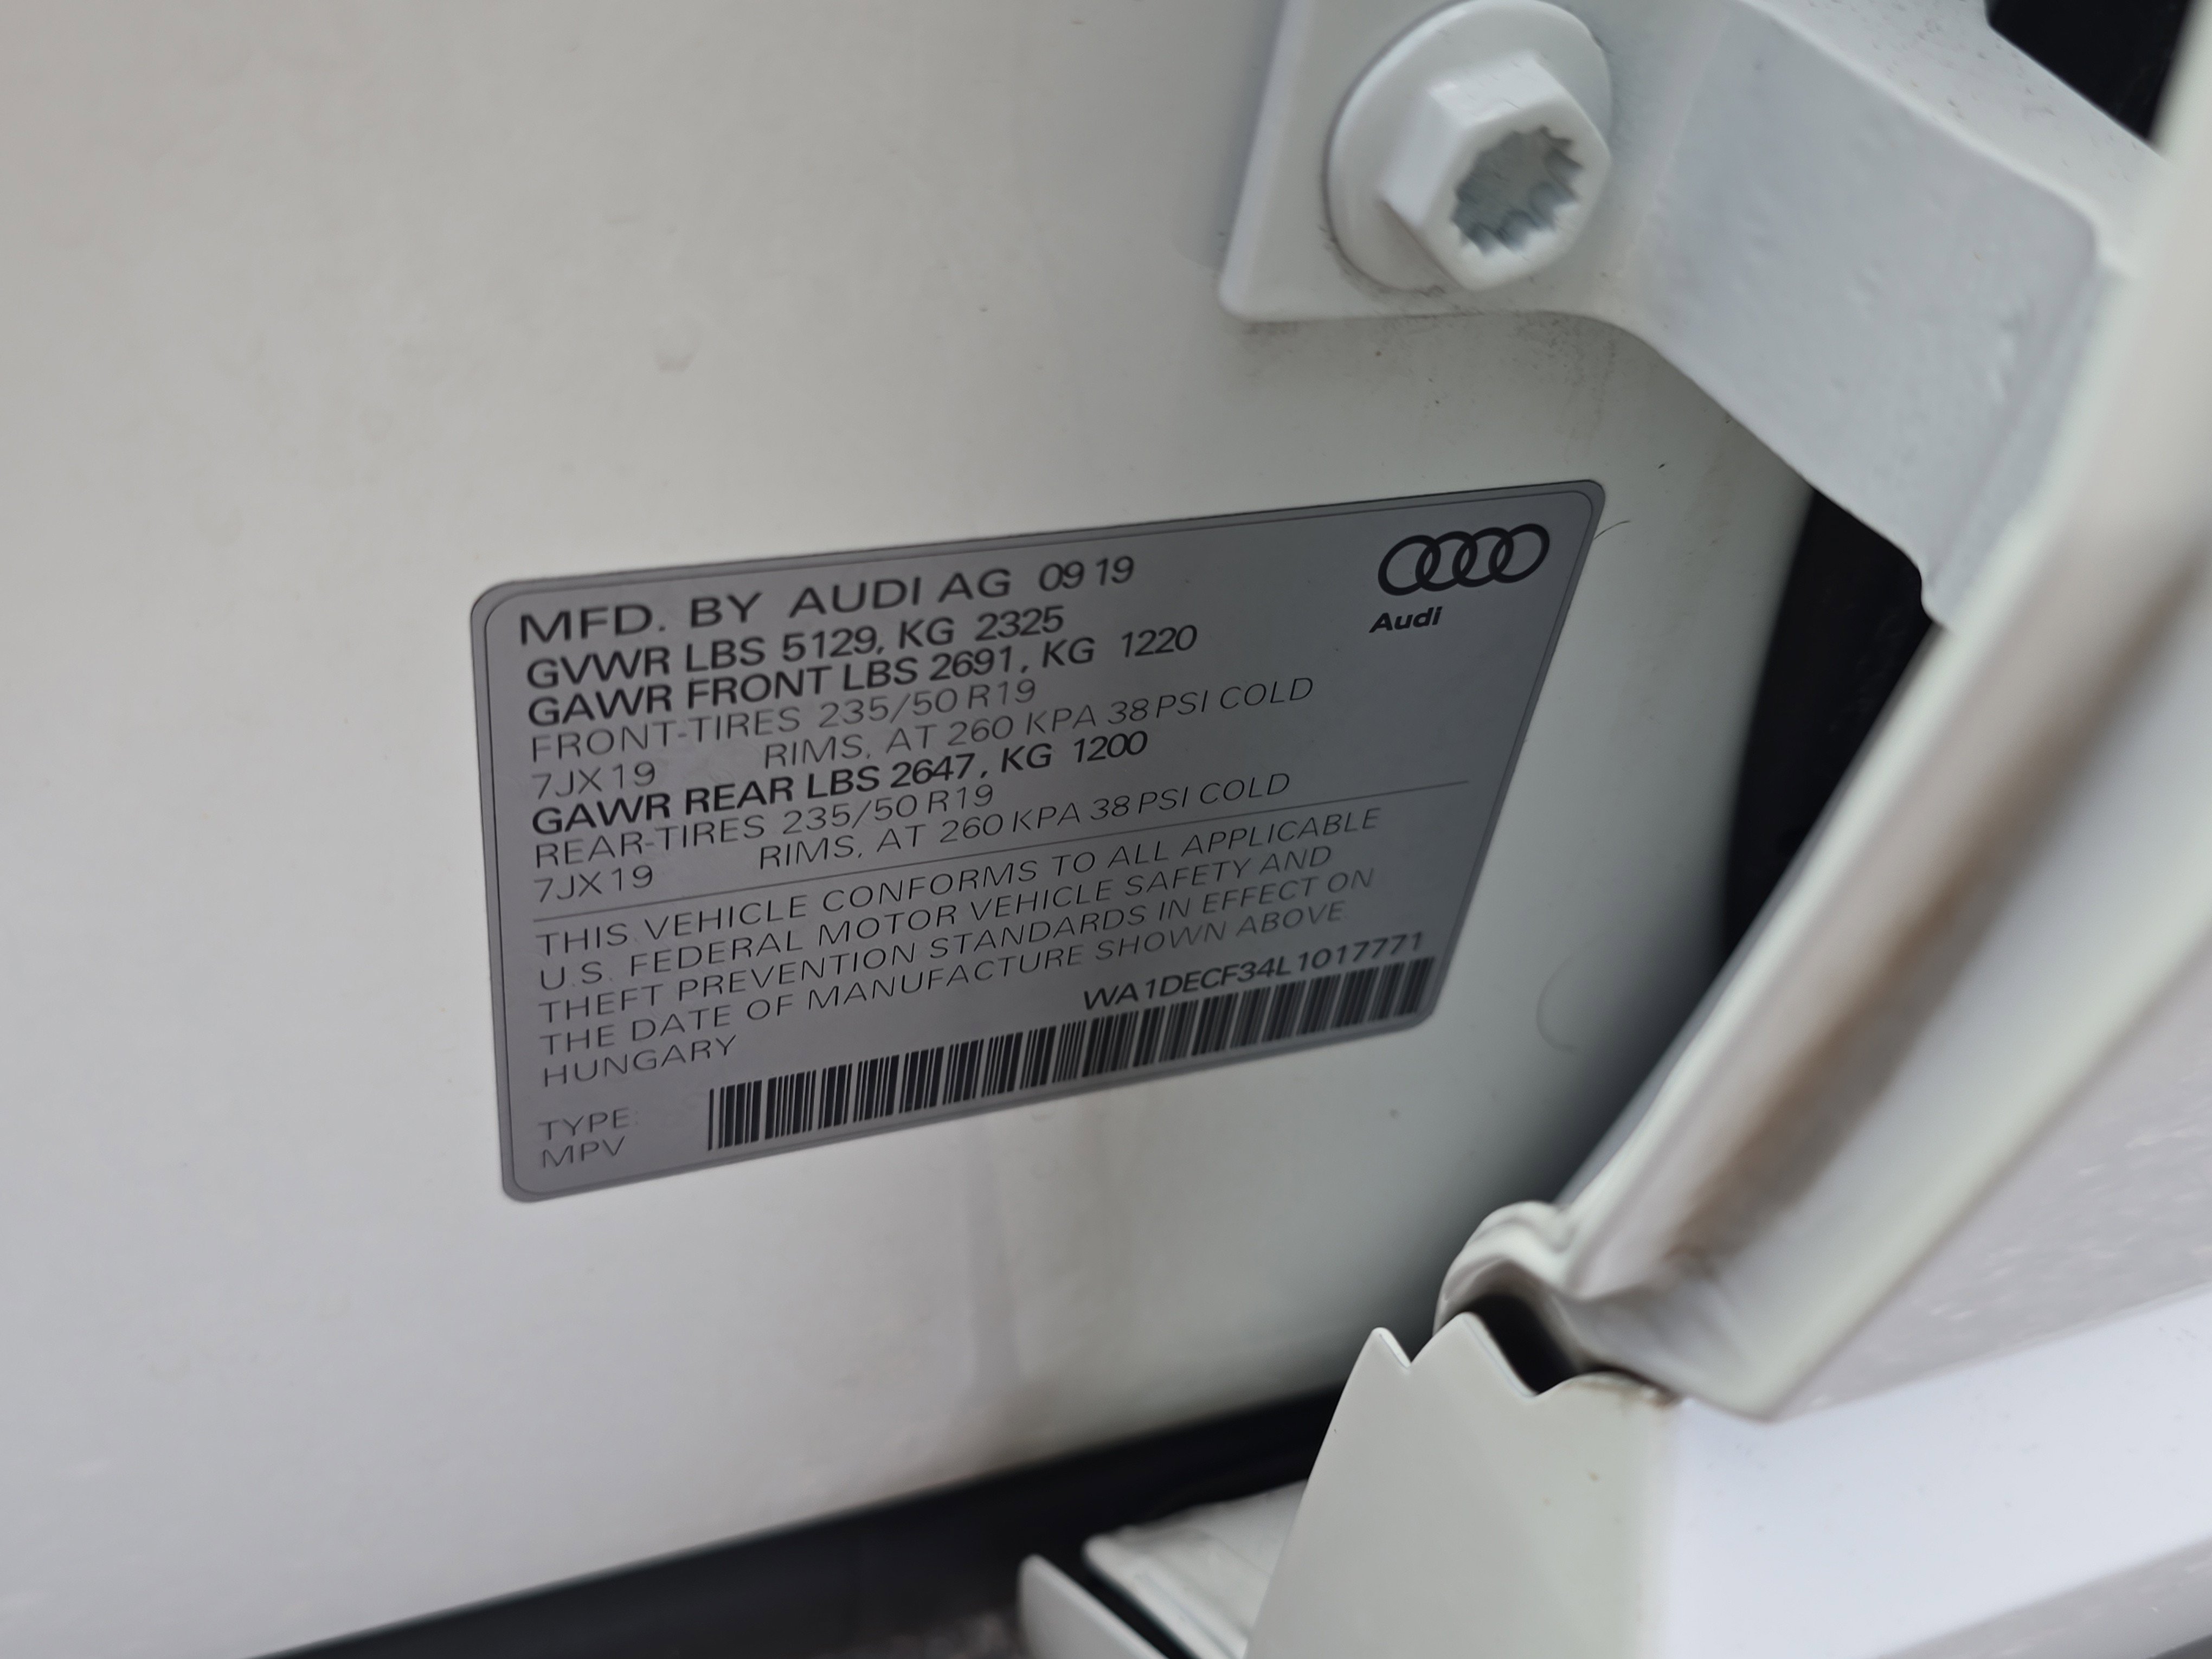 MFD. BY AUDI AG 09 19
GVWR LBS 5129, KG 2325
GAWR FRONT LBS 2691, KG 1220
FRONT-TIRES 235/50 R19
7JX19 RIMS, AT 260 KPA 38 PSI COLD
GAWR REAR LBS 2647, KG 1200
REAR-TIRES 235/50 R19
7JX19 RIMS, AT 260 KPA 38 PSI COLD
Audi
THIS VEHICLE CONFORMS TO ALL APPLICABLE
U.S. FEDERAL MOTOR VEHICLE SAFETY AND
THEFT PREVENTION STANDARDS IN EFFECT ON
THE DATE OF MANUFACTURE SHOWN ABOVE
HUNGARY
WA1DECF34L1017771
TYPE:
MPV